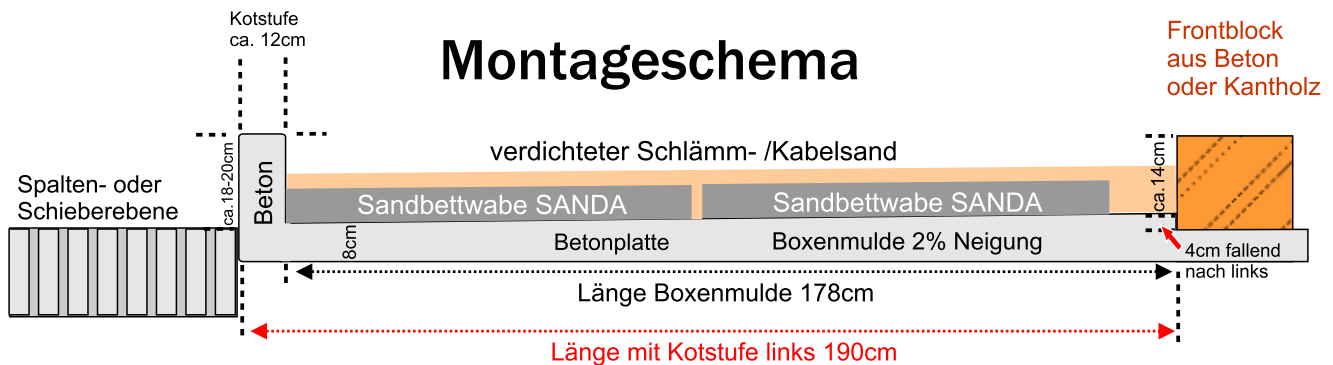 Kotstufe
ca. 12cm
Montageschema
Frontblock
aus Beton
oder Kantholz
verdichteter Schlämm- /Kabelsand
Spalten- oder
Schieberebene
ca.18-20cm
Beton
Sandbettwabe SANDA
Sandbettwabe SANDA
ca.14cm
8cm
Betonplatte
Boxenmulde 2% Neigung
4cm fallend
nach links
Länge Boxenmulde 178cm
Länge mit Kotstufe links 190cm